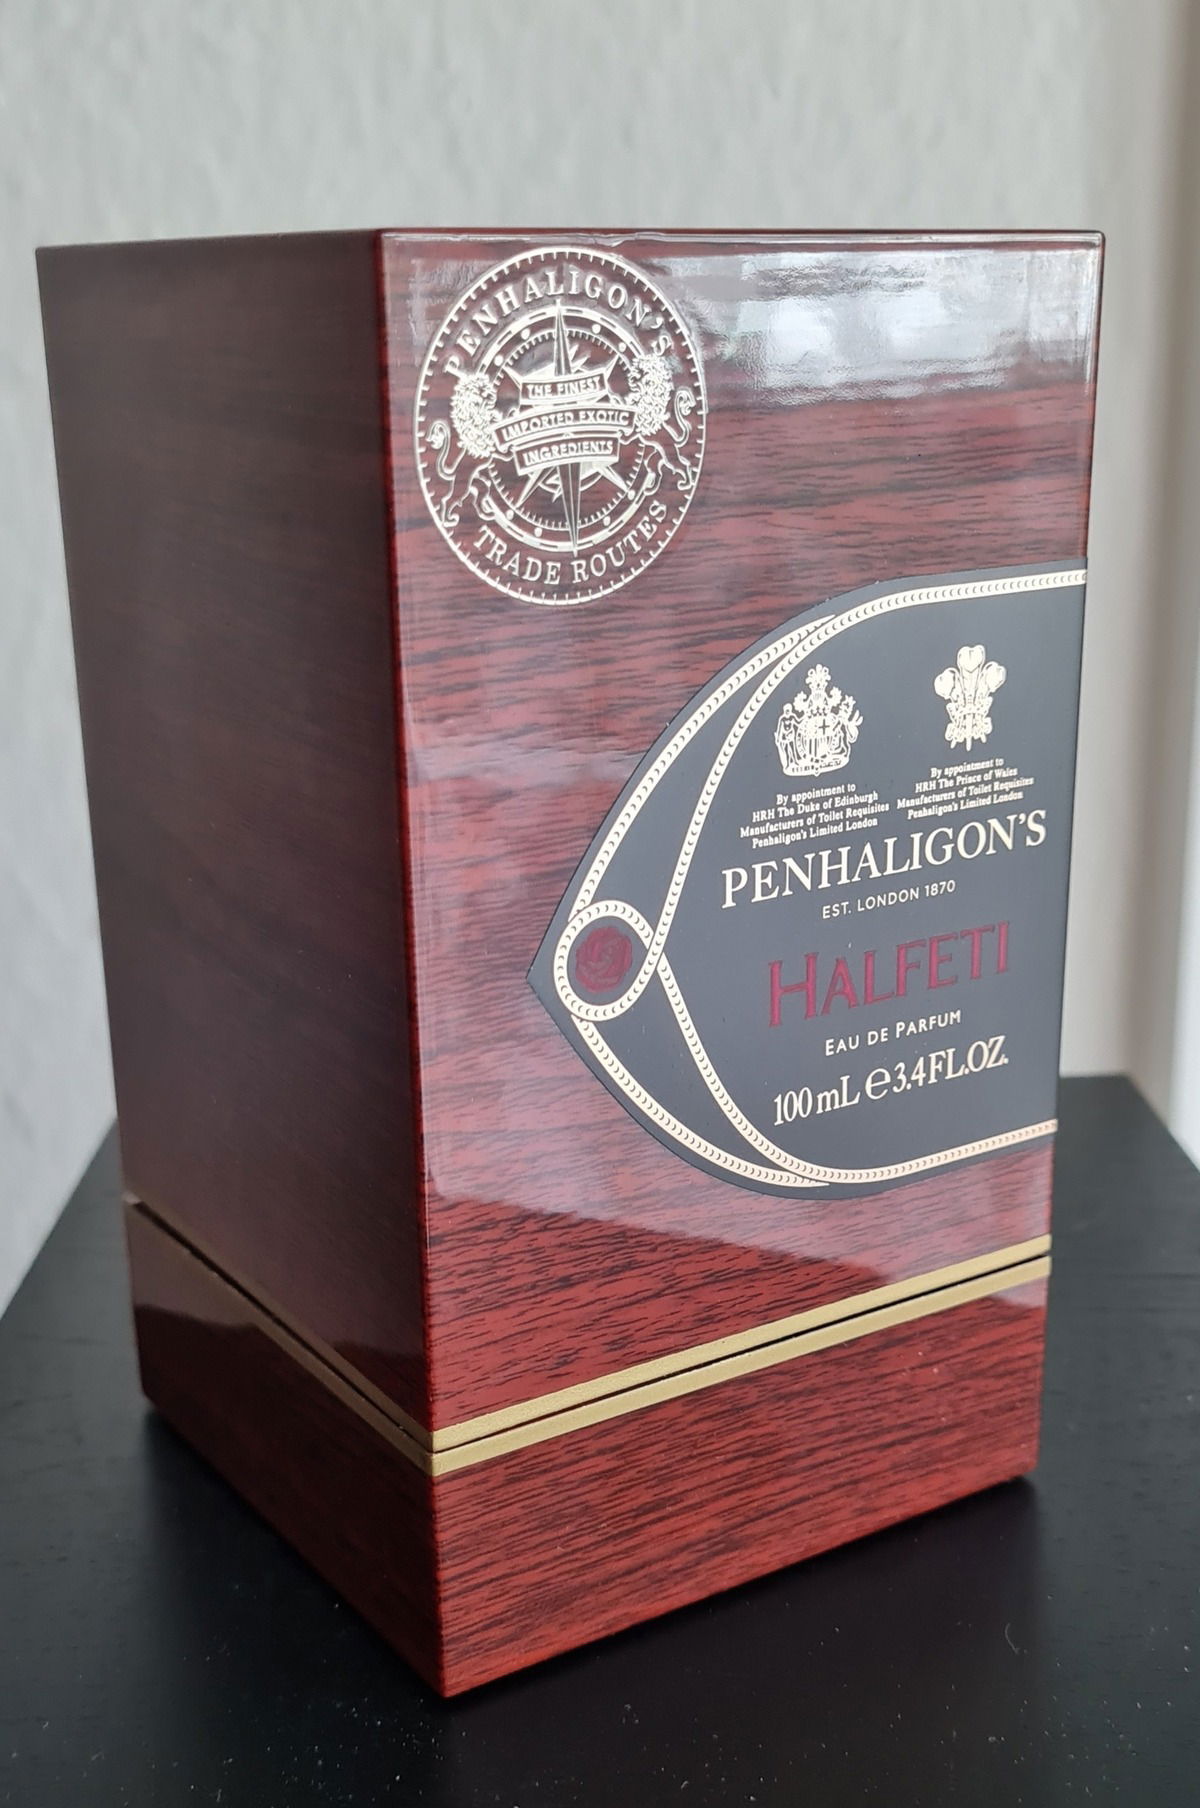 PENHALIGON'S
THE FINEST
IMPORTED EXOTIC
INGREDIENTS
TRADE ROUTES
By appointment to
HRH The Duke of Edinburgh
Manufacturers of Toilet Requisites
Penhaligon's Limited London
By appointment to
HRH The Prince of Wales
Manufacturers of Toilet Requisites
Penhaligon's Limited London
PENHALIGON'S
EST. LONDON 1870
HALFETI
EAU DE PARFUM
100 mL ℮ 3.4 FL.OZ.